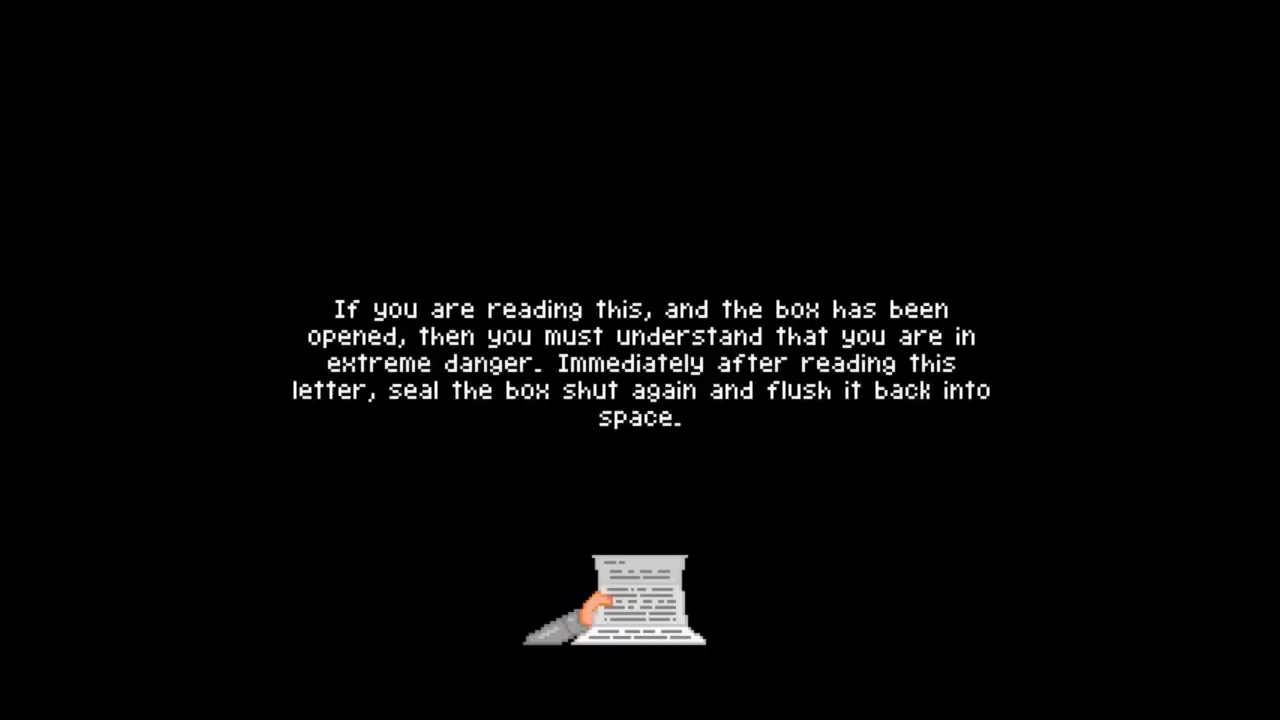 If you are reading this, and the box has been
opened, then you must understand that you are in
extreme danger. Immediately after reading this
letter, seal the box shut again and flush it back into
space.